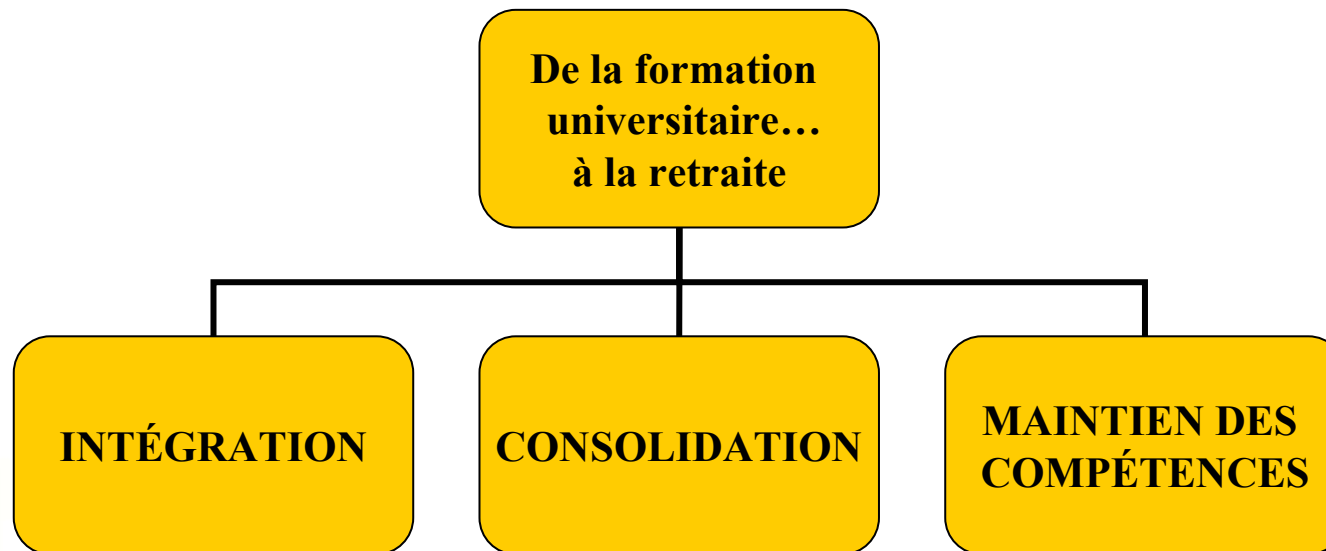 De la formation
universitaire…
à la retraite
INTÉGRATION
CONSOLIDATION
MAINTIEN DES
COMPÉTENCES